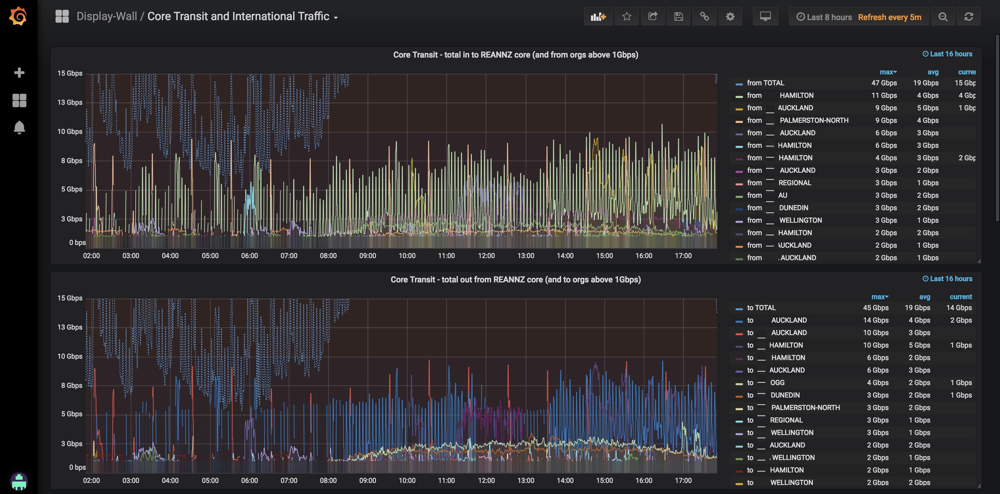 Display-Wall / Core Transit and International Traffic
Last 8 hours Refresh every 5m
Core Transit - total in to REANNZ core (and from orgs above 1Gbps)
Last 16 hours
15 Gbps
13 Gbps
10 Gbps
8 Gbps
5 Gbps
3 Gbps
0 bps
02:00 03:00 04:00 05:00 06:00 07:00 08:00 09:00 10:00 11:00 12:00 13:00 14:00 15:00 16:00 17:00
max avg curre
from TOTAL 47 Gbps 19 Gbps 15 Gbp
from HAMILTON 11 Gbps 4 Gbps 4 Gbp
from AUCKLAND 9 Gbps 5 Gbps 1 Gbp
from PALMERSTON-NORTH 9 Gbps 4 Gbps
from AUCKLAND 6 Gbps 3 Gbps
from HAMILTON 6 Gbps 3 Gbps
from HAMILTON 4 Gbps 3 Gbps 2 Gbp
from AUCKLAND 3 Gbps 2 Gbps
from REGIONAL 3 Gbps 1 Gbps
from AU 3 Gbps 2 Gbps
from DUNEDIN 3 Gbps 2 Gbps
from WELLINGTON 3 Gbps 1 Gbps
from HAMILTON 2 Gbps 2 Gbps
from AUCKLAND 2 Gbps 1 Gbps
from AUCKLAND 2 Gbps 1 Gbps
Core Transit - total out from REANNZ core (and to orgs above 1Gbps)
Last 16 hours
15 Gbps
13 Gbps
10 Gbps
8 Gbps
5 Gbps
3 Gbps
0 bps
02:00 03:00 04:00 05:00 06:00 07:00 08:00 09:00 10:00 11:00 12:00 13:00 14:00 15:00 16:00 17:00
max avg current
to TOTAL 45 Gbps 19 Gbps 14 Gbps
to AUCKLAND 14 Gbps 4 Gbps 2 Gbps
to AUCKLAND 10 Gbps 3 Gbps
to HAMILTON 10 Gbps 5 Gbps 1 Gbps
to HAMILTON 6 Gbps 2 Gbps
to AUCKLAND 6 Gbps 3 Gbps
to OGG 4 Gbps 2 Gbps 1 Gbps
to DUNEDIN 3 Gbps 2 Gbps 1 Gbps
to PALMERSTON-NORTH 3 Gbps 2 Gbps
to REGIONAL 3 Gbps 1 Gbps
to WELLINGTON 3 Gbps 1 Gbps
to AUCKLAND 2 Gbps 2 Gbps
to WELLINGTON 2 Gbps 1 Gbps
to HAMILTON 2 Gbps 1 Gbps
to WELLINGTON 2 Gbps 2 Gbps